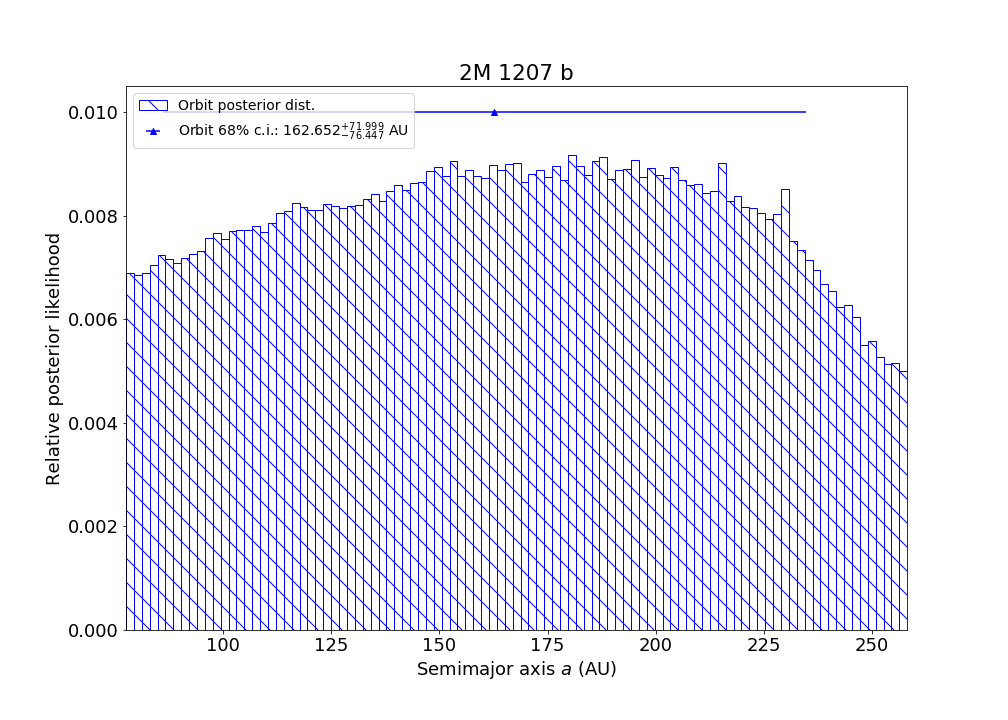 2M 1207 b
Orbit posterior dist.
Orbit 68% c.i.: 162.652^{+71.999}_{-76.447} AU
0.010
0.008
0.006
0.004
0.002
0.000
Relative posterior likelihood
100 125 150 175 200 225 250
Semimajor axis a (AU)